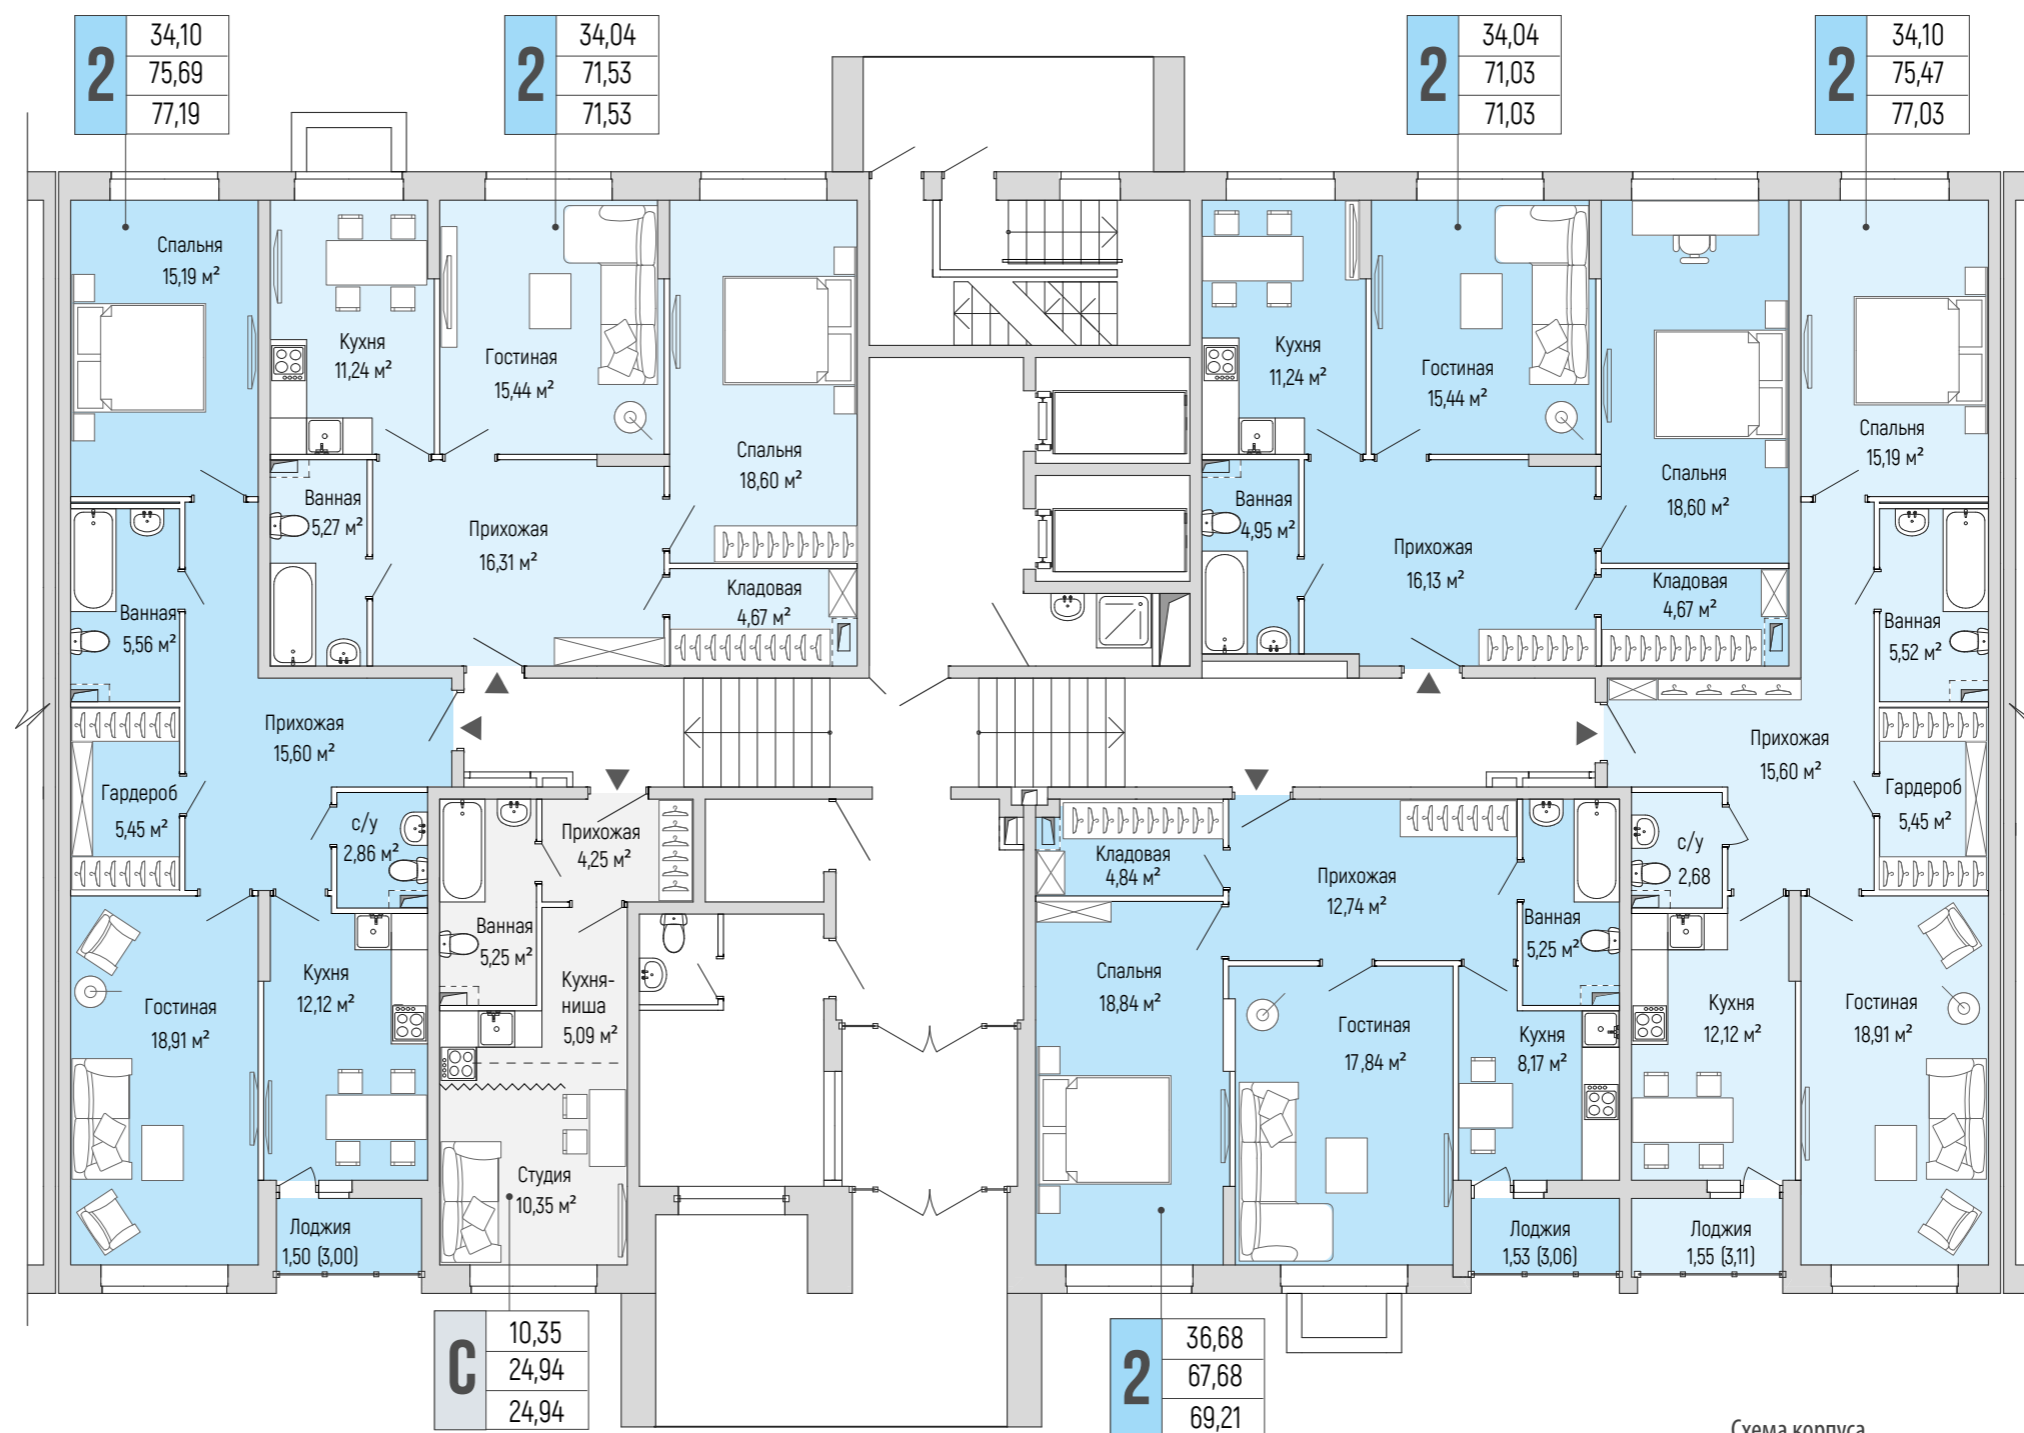 2
34,10
75,69
77,19
2
34,04
71,53
71,53
2
34,04
71,03
71,03
2
34,10
75,47
77,03
Спальня
15,19 м²
Кухня
11,24 м²
Гостиная
15,44 м²
Спальня
18,60 м²
Ванная
5,27 м²
Прихожая
16,31 м²
Кладовая
4,67 м²
Ванная
5,56 м²
Прихожая
15,60 м²
Гардероб
5,45 м²
с/у
2,86 м²
Гостиная
18,91 м²
Кухня
12,12 м²
Лоджия
1,50 (3,00)
Прихожая
4,25 м²
Ванная
5,25 м²
Кухня-
ниша
5,09 м²
Студия
10,35 м²
Кухня
11,24 м²
Гостиная
15,44 м²
Спальня
18,60 м²
Спальня
15,19 м²
Ванная
4,95 м²
Прихожая
16,13 м²
Кладовая
4,67 м²
Ванная
5,52 м²
Прихожая
15,60 м²
Гардероб
5,45 м²
с/у
2,68
Кладовая
4,84 м²
Прихожая
12,74 м²
Ванная
5,25 м²
Спальня
18,84 м²
Гостиная
17,84 м²
Кухня
8,17 м²
Кухня
12,12 м²
Гостиная
18,91 м²
Лоджия
1,53 (3,06)
Лоджия
1,55 (3,11)
С
10,35
24,94
24,94
2
36,68
67,68
69,21
Схема корпуса